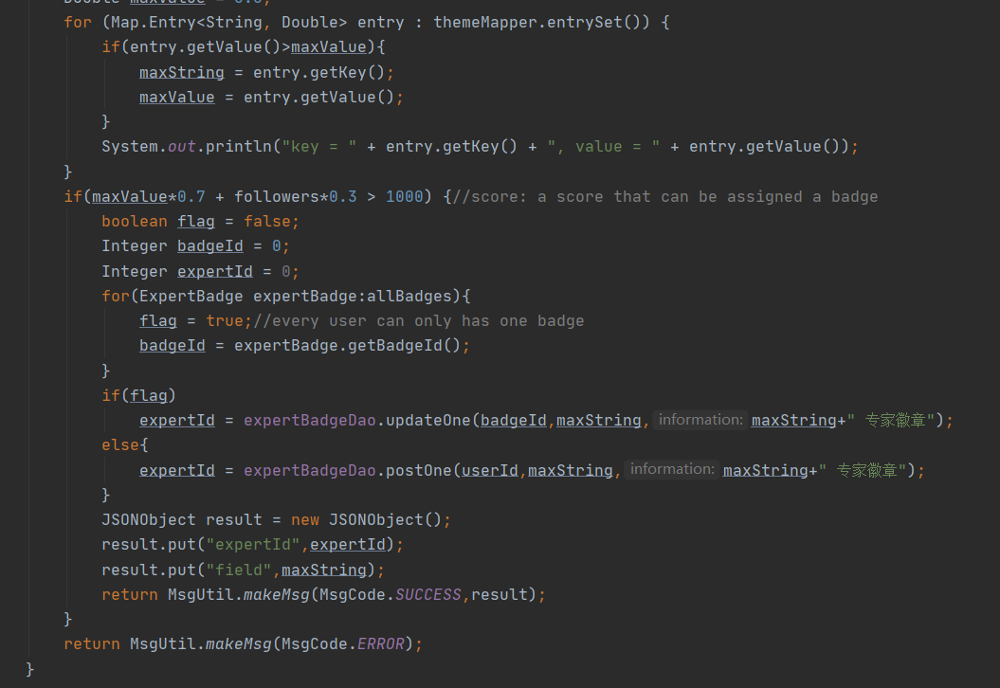 Double maxValue = 0.0;
for (Map.Entry<String, Double> entry : themeMapper.entrySet()) {
if(entry.getValue()>maxValue){
maxString = entry.getKey();
maxValue = entry.getValue();
}
System.out.println("key = " + entry.getKey() + ", value = " + entry.getValue());
}
if(maxValue*0.7 + followers*0.3 > 1000) {//score: a score that can be assigned a badge
boolean flag = false;
Integer badgeId = 0;
Integer expertId = 0;
for(ExpertBadge expertBadge:allBadges){
flag = true;//every user can only has one badge
badgeId = expertBadge.getBadgeId();
}
if(flag)
expertId = expertBadgeDao.updateOne(badgeId,maxString, information: maxString+" 专家徽章");
else{
expertId = expertBadgeDao.postOne(userId,maxString, information: maxString+" 专家徽章");
}
JSONObject result = new JSONObject();
result.put("expertId",expertId);
result.put("field",maxString);
return MsgUtil.makeMsg(MsgCode.SUCCESS,result);
}
return MsgUtil.makeMsg(MsgCode.ERROR);
}